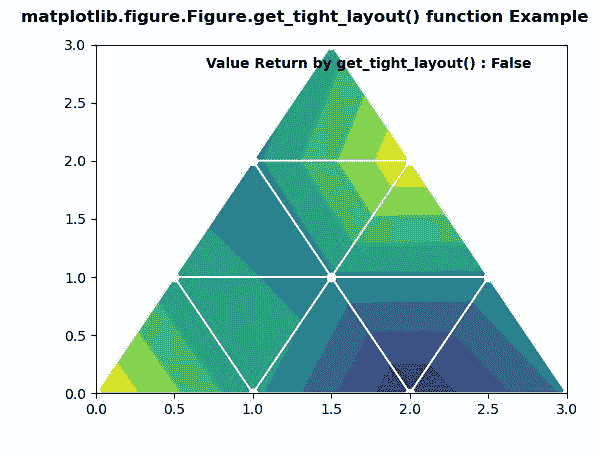 matplotlib.figure.Figure.get_tight_layout() function Example
Value Return by get_tight_layout() : False
3.0
2.5
2.0
1.5
1.0
0.5
0.0
0.0 0.5 1.0 1.5 2.0 2.5 3.0